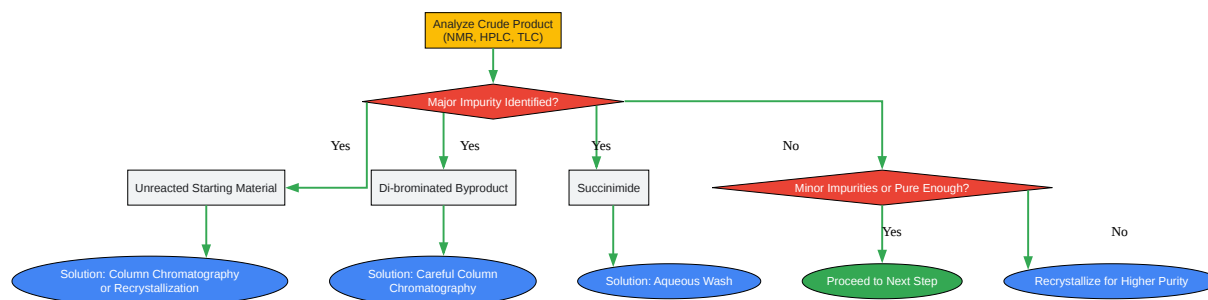 Analyze Crude Product
(NMR, HPLC, TLC)
Major Impurity Identified?
Yes
Yes
Yes
No
Unreacted Starting Material
Di-brominated Byproduct
Succinimide
Minor Impurities or Pure Enough?
Yes
No
Solution: Column Chromatography
or Recrystallization
Solution: Careful Column
Chromatography
Solution: Aqueous Wash
Proceed to Next Step
Recrystallize for Higher Purity